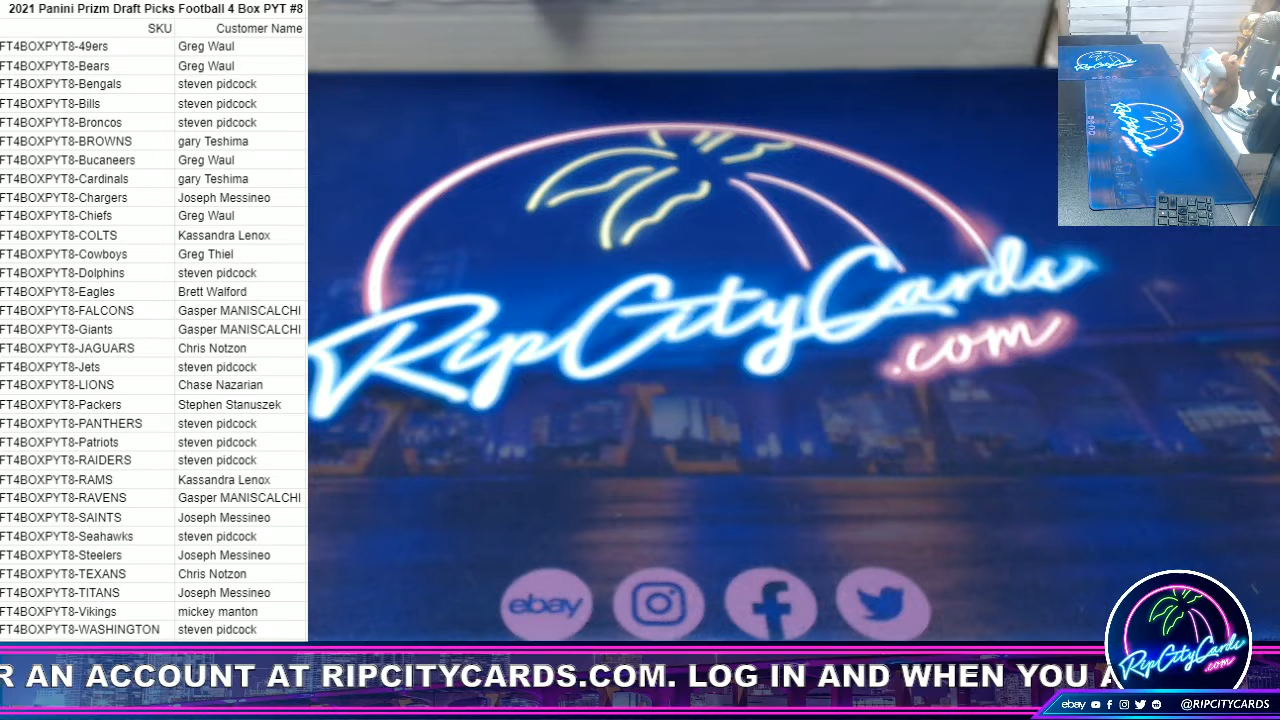 2021 Panini Prizm Draft Picks Football 4 Box PYT #8
SKU Customer Name
FT4BOXPYT8-49ers Greg Waul
FT4BOXPYT8-Bears Greg Waul
FT4BOXPYT8-Bengals steven pidcock
FT4BOXPYT8-Bills steven pidcock
FT4BOXPYT8-Broncos steven pidcock
FT4BOXPYT8-BROWNS gary Teshima
FT4BOXPYT8-Bucaneers Greg Waul
FT4BOXPYT8-Cardinals gary Teshima
FT4BOXPYT8-Chargers Joseph Messineo
FT4BOXPYT8-Chiefs Greg Waul
FT4BOXPYT8-COLTS Kassandra Lenox
FT4BOXPYT8-Cowboys Greg Thiel
FT4BOXPYT8-Dolphins steven pidcock
FT4BOXPYT8-Eagles Brett Walford
FT4BOXPYT8-FALCONS Gasper MANISCALCHI
FT4BOXPYT8-Giants Gasper MANISCALCHI
FT4BOXPYT8-JAGUARS Chris Notzon
FT4BOXPYT8-Jets steven pidcock
FT4BOXPYT8-LIONS Chase Nazarian
FT4BOXPYT8-Packers Stephen Stanuszek
FT4BOXPYT8-PANTHERS steven pidcock
FT4BOXPYT8-Patriots steven pidcock
FT4BOXPYT8-RAIDERS steven pidcock
FT4BOXPYT8-RAMS Kassandra Lenox
FT4BOXPYT8-RAVENS Gasper MANISCALCHI
FT4BOXPYT8-SAINTS Joseph Messineo
FT4BOXPYT8-Seahawks steven pidcock
FT4BOXPYT8-Steelers Joseph Messineo
FT4BOXPYT8-TEXANS Chris Notzon
FT4BOXPYT8-TITANS Joseph Messineo
FT4BOXPYT8-Vikings mickey manton
FT4BOXPYT8-WASHINGTON steven pidcock
RipCityCards
.com
ebay
RipCityCards
RipCityCards
R AN ACCOUNT AT RIPCITYCARDS.COM. LOG IN AND WHEN YOU A
RipCityCards
.com
ebay @RIPCITYCARDS